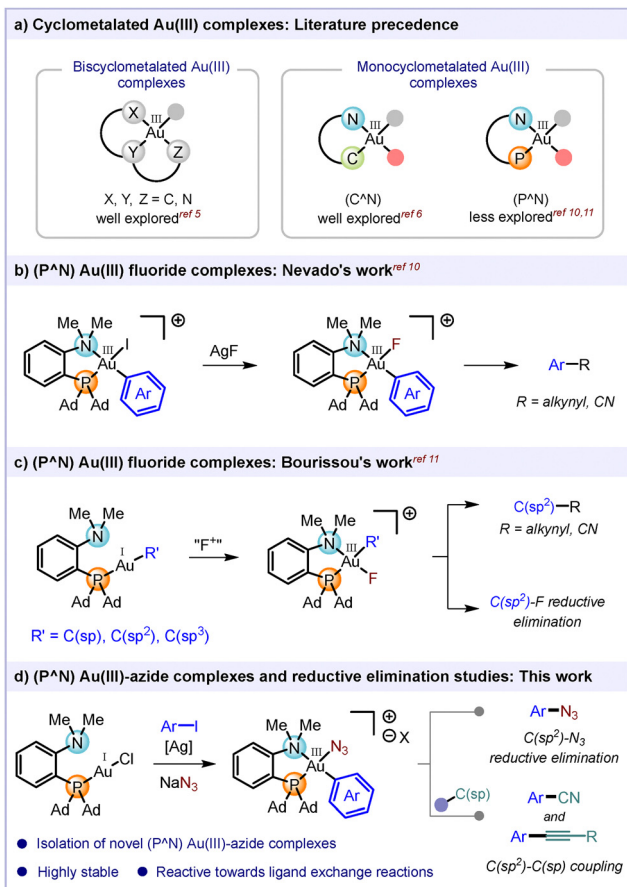 a) Cyclometalated Au(III) complexes: Literature precedence
Biscyclometalated Au(III)
complexes
X
III
Au
Y
Z
X, Y, Z = C, N
well explored ref 5
Monocyclometalated Au(III)
complexes
N
III
Au
C
(C^N)
well explored ref 6
N
III
Au
P
(P^N)
less explored ref 10,11
b) (P^N) Au(III) fluoride complexes: Nevado's work ref 10
Me Me
N
III
I
Au
P
Ar
Ad Ad
⊕
AgF
Me Me
N
III
F
Au
P
Ar
Ad Ad
⊕
Ar–R
R = alkynyl, CN
c) (P^N) Au(III) fluoride complexes: Bourissou's work ref 11
Me Me
N
I
R'
Au
P
Ad Ad
R' = C(sp), C(sp2), C(sp3)
"F+"
Me Me
N
III
R'
Au
P
F
Ad Ad
⊕
C(sp2)–R
R = alkynyl, CN
C(sp2)-F reductive
elimination
d) (P^N) Au(III)-azide complexes and reductive elimination studies: This work
Me Me
N
I
Cl
Au
P
Ad Ad
Ar–I
[Ag]
NaN3
Me Me
N
III
N3
Au
P
Ar
Ad Ad
⊕
⊖X
C(sp)
Ar–N3
C(sp2)-N3
reductive elimination
Ar–CN
and
Ar R
C(sp2)-C(sp) coupling
Isolation of novel (P^N) Au(III)-azide complexes
Highly stable
Reactive towards ligand exchange reactions